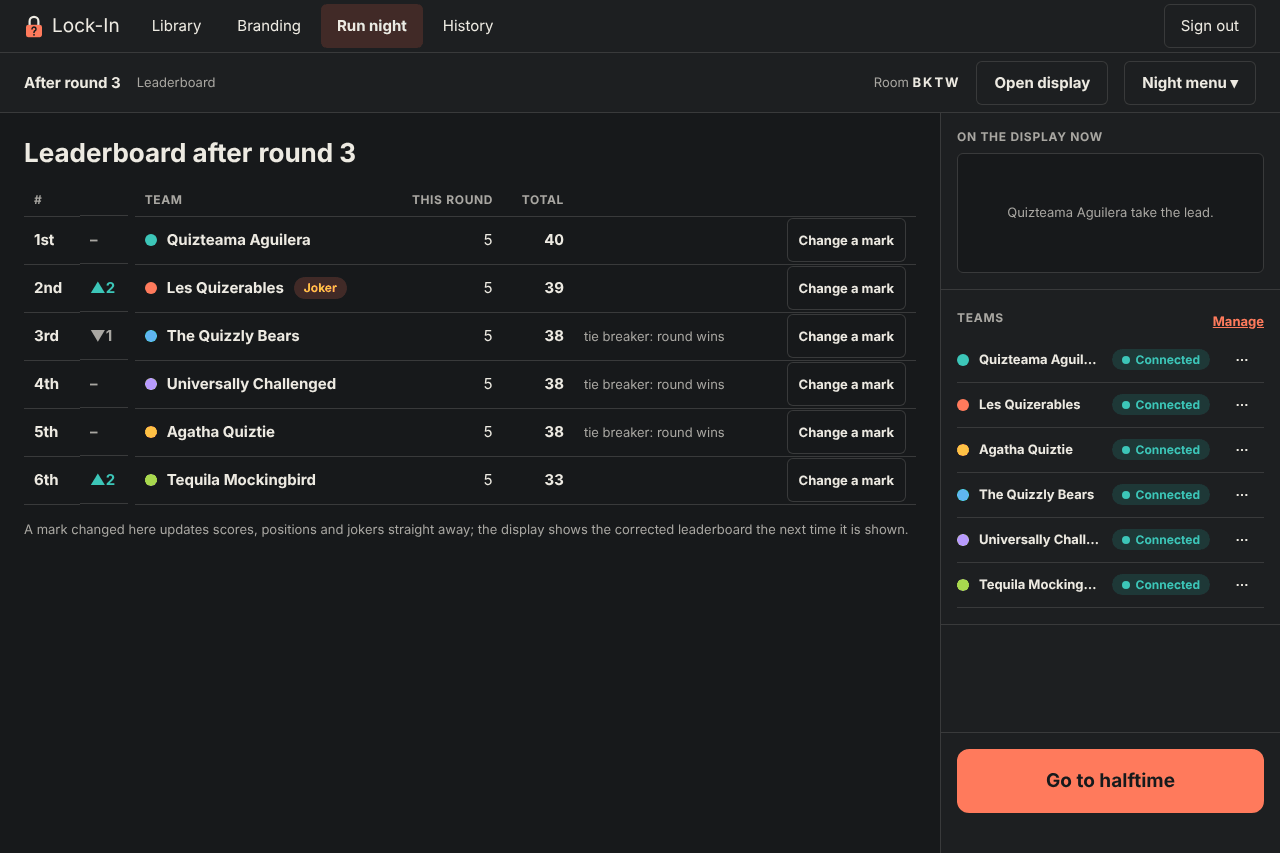 Lock-In Library Branding Run night History Sign out
After round 3 Leaderboard Room BKTW Open display Night menu ▾
Leaderboard after round 3
# TEAM THIS ROUND TOTAL
1st – Quizteama Aguilera 5 40 Change a mark
2nd ▲2 Les Quizerables Joker 5 39 Change a mark
3rd ▼1 The Quizzly Bears 5 38 tie breaker: round wins Change a mark
4th – Universally Challenged 5 38 tie breaker: round wins Change a mark
5th – Agatha Quiztie 5 38 tie breaker: round wins Change a mark
6th ▲2 Tequila Mockingbird 5 33 Change a mark
A mark changed here updates scores, positions and jokers straight away; the display shows the corrected leaderboard the next time it is shown.
ON THE DISPLAY NOW
Quizteama Aguilera take the lead.
TEAMS Manage
Quizteama Aguil... Connected ...
Les Quizerables Connected ...
Agatha Quiztie Connected ...
The Quizzly Bears Connected ...
Universally Chall... Connected ...
Tequila Mocking... Connected ...
Go to halftime